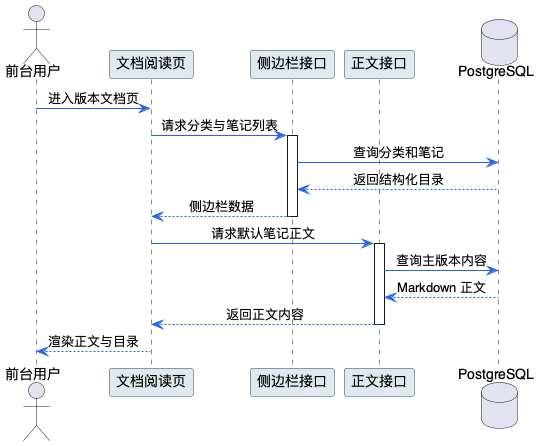 前台用户
文档阅读页
侧边栏接口
正文接口
PostgreSQL
进入版本文档页
请求分类与笔记列表
查询分类和笔记
返回结构化目录
侧边栏数据
请求默认笔记正文
查询主版本内容
Markdown 正文
返回正文内容
渲染正文与目录
前台用户
文档阅读页
侧边栏接口
正文接口
PostgreSQL